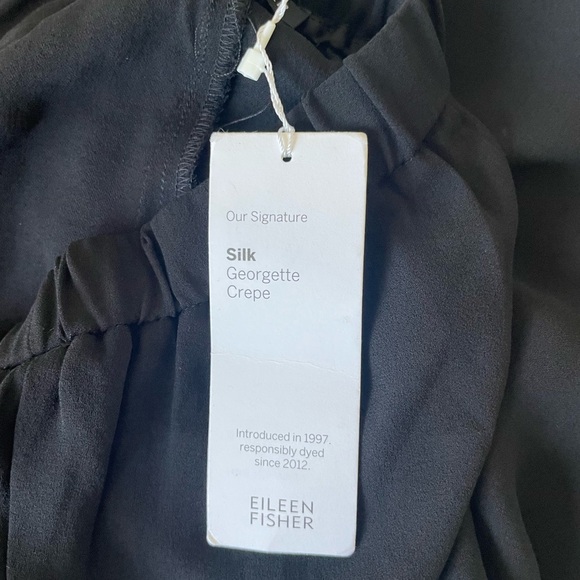 Our Signature
Silk
Georgette
Crepe
Introduced in 1997,
responsibly dyed
since 2012.
EILEEN
FISHER